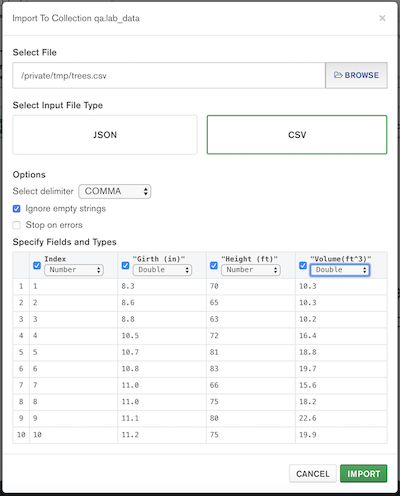 Import To Collection qa.lab_data ×
Select File
/private/tmp/trees.csv BROWSE
Select Input File Type
JSON CSV
Options
Select delimiter COMMA
Ignore empty strings
Stop on errors
Specify Fields and Types
Index "Girth (in)" "Height (ft)" "Volume(ft^3)"
Number Double Number Double
1 1 8.3 70 10.3
2 2 8.6 65 10.3
3 3 8.8 63 10.2
4 4 10.5 72 16.4
5 5 10.7 81 18.8
6 6 10.8 83 19.7
7 7 11.0 66 15.6
8 8 11.0 75 18.2
9 9 11.1 80 22.6
10 10 11.2 75 19.9
CANCEL IMPORT